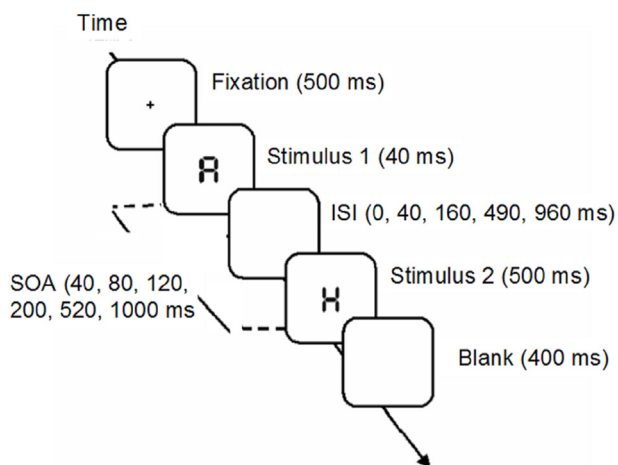 Time
Fixation (500 ms)
+
A
Stimulus 1 (40 ms)
ISI (0, 40, 160, 490, 960 ms)
SOA (40, 80, 120,
200, 520, 1000 ms
Stimulus 2 (500 ms)
H
Blank (400 ms)